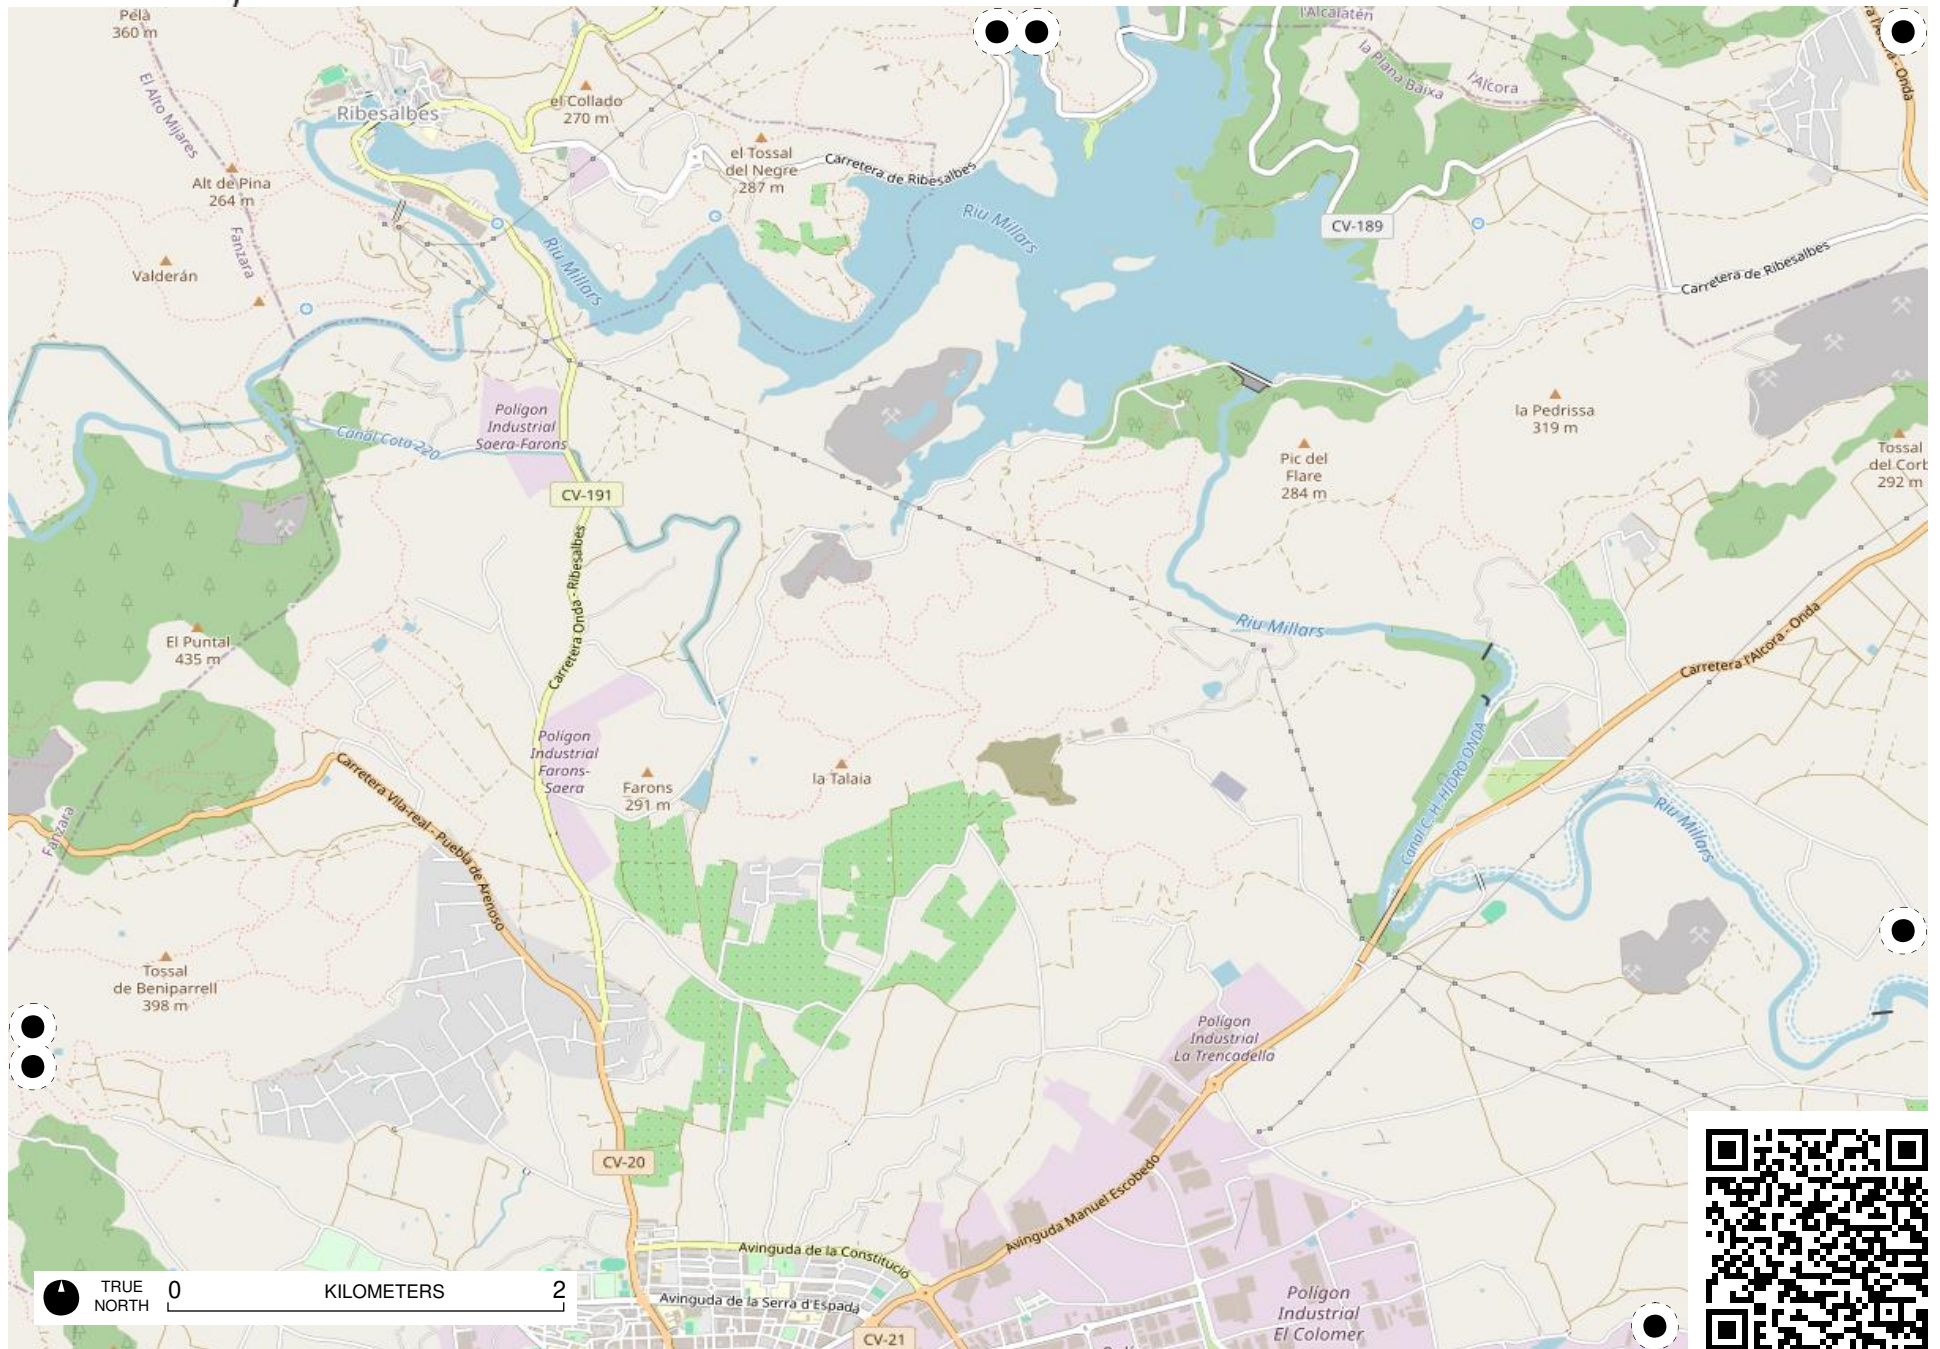 Pelà
360 m
l'Alcalatén
la Plana Baixa
l'Alcora
Ribesalbes
El Alto Mijares
Fanzara
el Collado
270 m
el Tossal
del Negre
287 m
Carretera de Ribesalbes
Alt de Pina
264 m
Riu Millars
Riu Millars
CV-189
Valderán
Carretera de Ribesalbes
Polígon
Industrial
Saera-Farons
Canal Cota 220
la Pedrissa
319 m
Pic del
Flare
284 m
Tossal
del Corb
292 m
CV-191
Carretera Onda - Ribesalbes
Riu Millars
El Puntal
435 m
Carretera l'Alcora - Onda
Polígon
Industrial
Farons-
Saera
Farons
291 m
la Talaia
Canal C. H. HIDRO ONDA
Riu Millars
Fanzara
Carretera Vila-real - Puebla de Arenoso
Tossal
de Beniparrell
398 m
Polígon
Industrial
La Trencadella
CV-20
Avinguda Manuel Escobedo
Avinguda de la Constitució
Avinguda de la Serra d'Espadà
CV-21
Polígon
Industrial
El Colomer
TRUE
NORTH
0 KILOMETERS 2